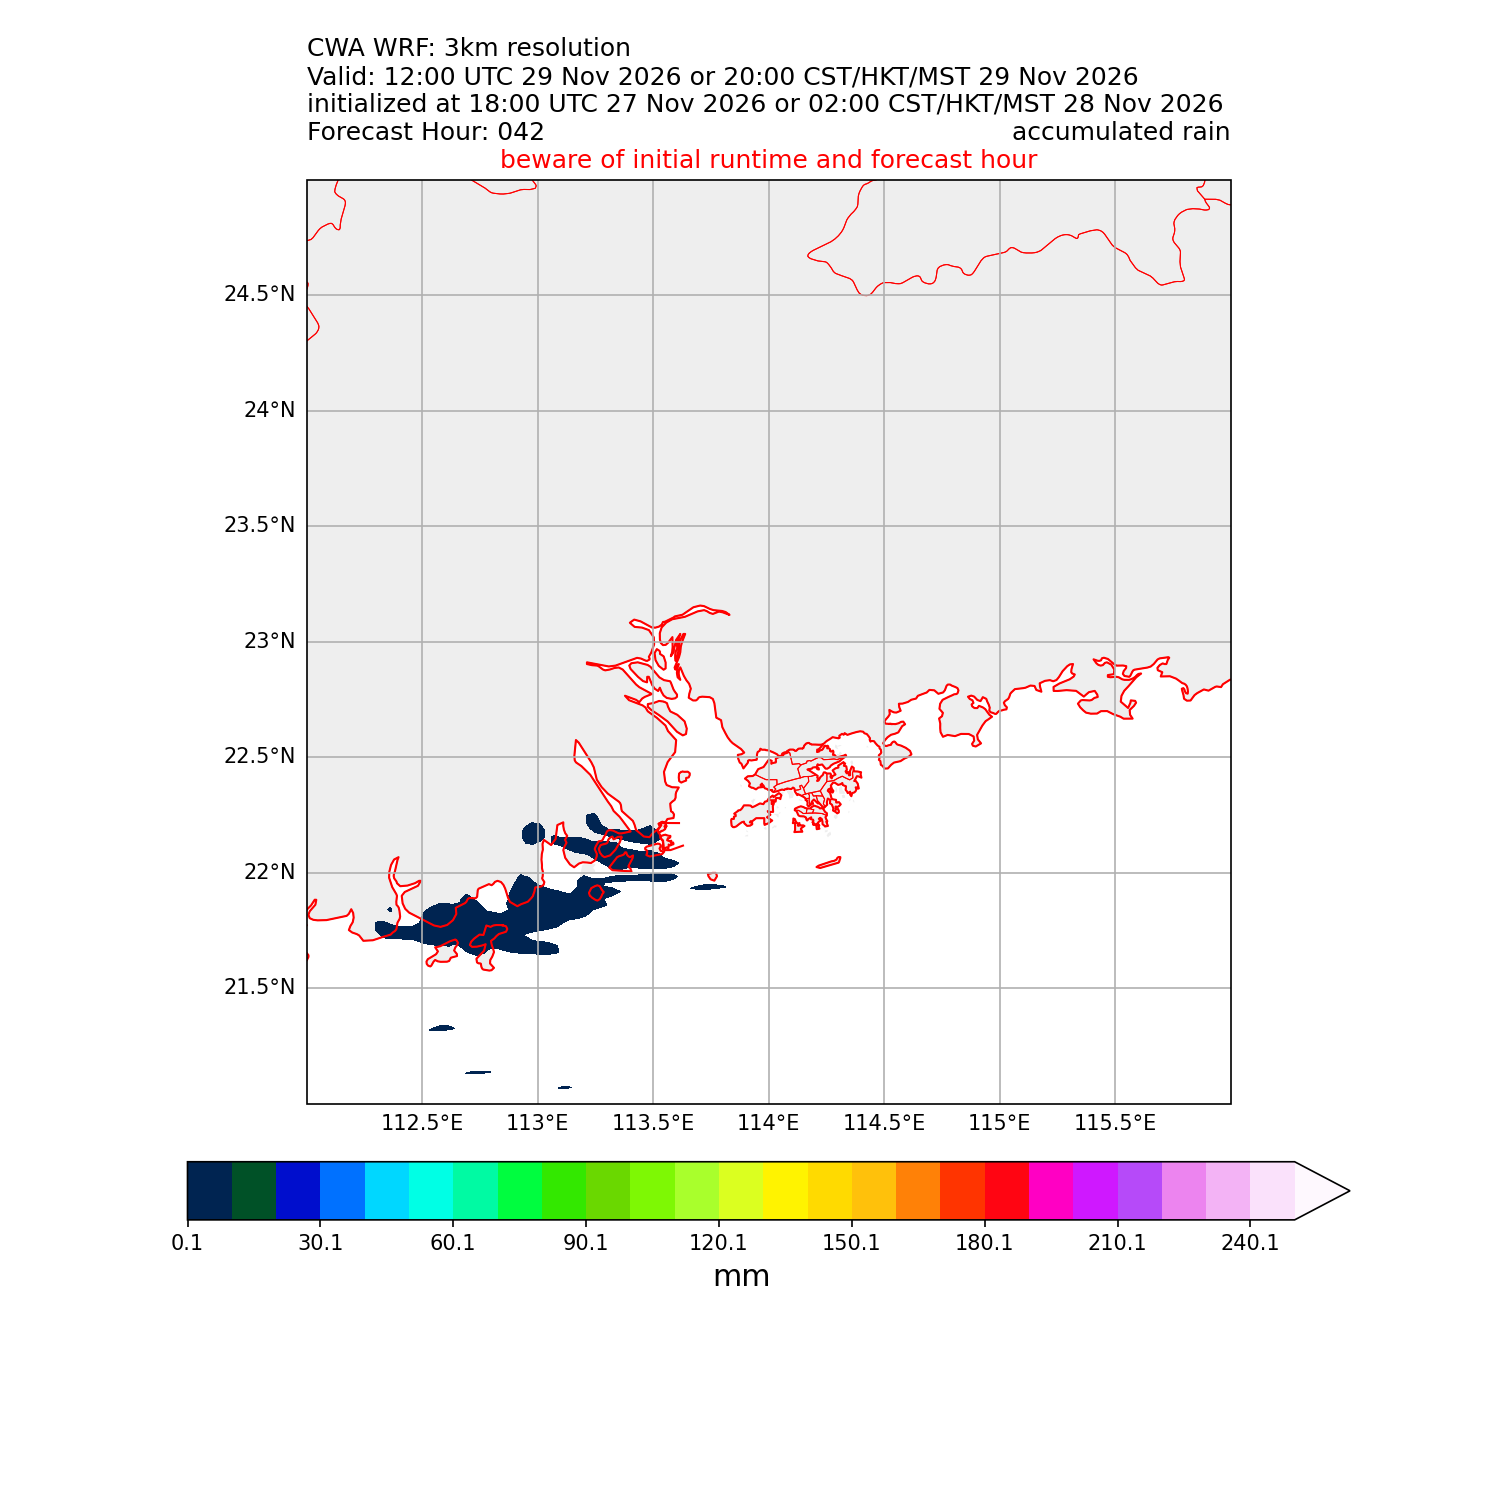 CWA WRF: 3km resolution
Valid: 12:00 UTC 29 Nov 2026 or 20:00 CST/HKT/MST 29 Nov 2026
initialized at 18:00 UTC 27 Nov 2026 or 02:00 CST/HKT/MST 28 Nov 2026
Forecast Hour: 042 accumulated rain
beware of initial runtime and forecast hour
24.5°N
24°N
23.5°N
23°N
22.5°N
22°N
21.5°N
112.5°E 113°E 113.5°E 114°E 114.5°E 115°E 115.5°E
0.1 30.1 60.1 90.1 120.1 150.1 180.1 210.1 240.1
mm